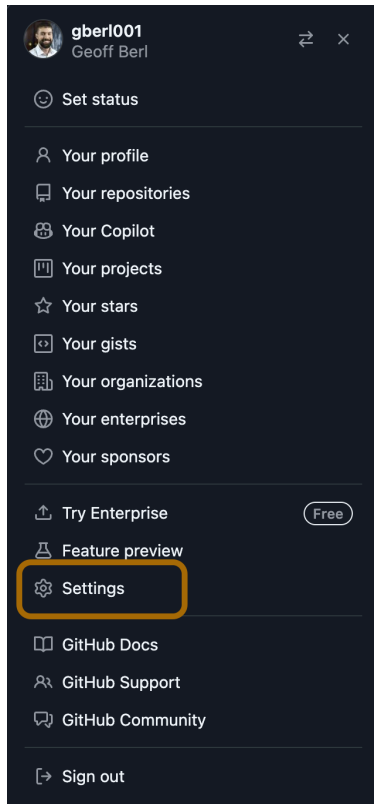 gberl001
Geoff Berl
Set status
Your profile
Your repositories
Your Copilot
Your projects
Your stars
Your gists
Your organizations
Your enterprises
Your sponsors
Try Enterprise Free
Feature preview
Settings
GitHub Docs
GitHub Support
GitHub Community
Sign out